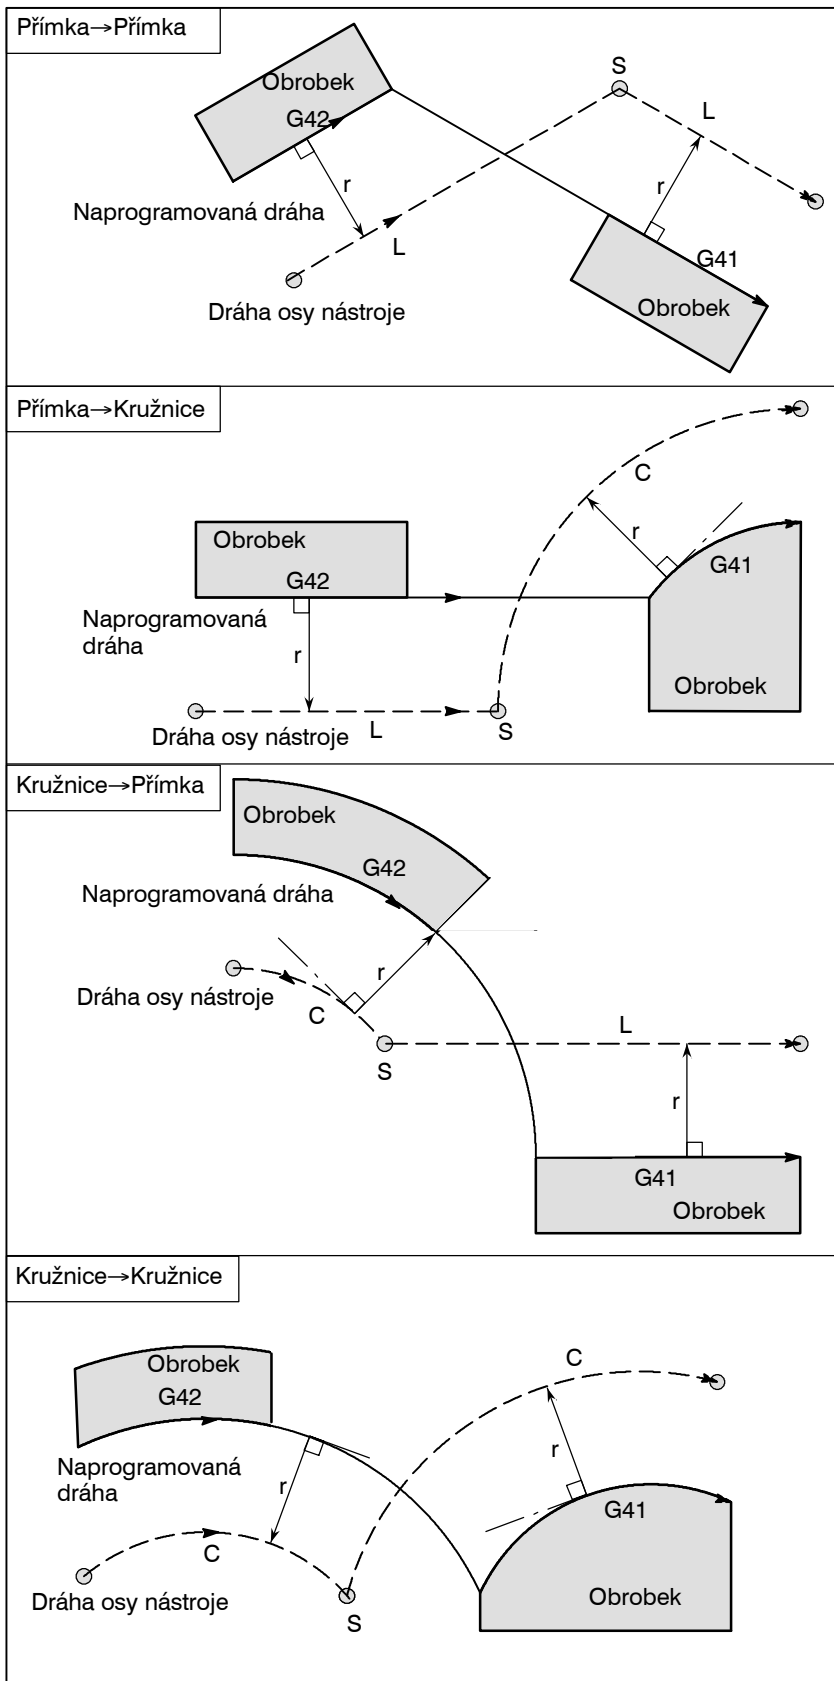 Přímka→Přímka
S
Obrobek
G42
L
r
r
Naprogramovaná dráha
L
G41
Dráha osy nástroje
Obrobek
Přímka→Kružnice
C
r
Obrobek
G41
G42
Naprogramovaná
dráha
r
Obrobek
Dráha osy nástroje
L
S
Kružnice→Přímka
Obrobek
G42
Naprogramovaná dráha
r
Dráha osy nástroje
C
L
S
r
G41
Obrobek
Kružnice→Kružnice
Obrobek
C
G42
r
Naprogramovaná
dráha
r
G41
C
Dráha osy nástroje
Obrobek
S